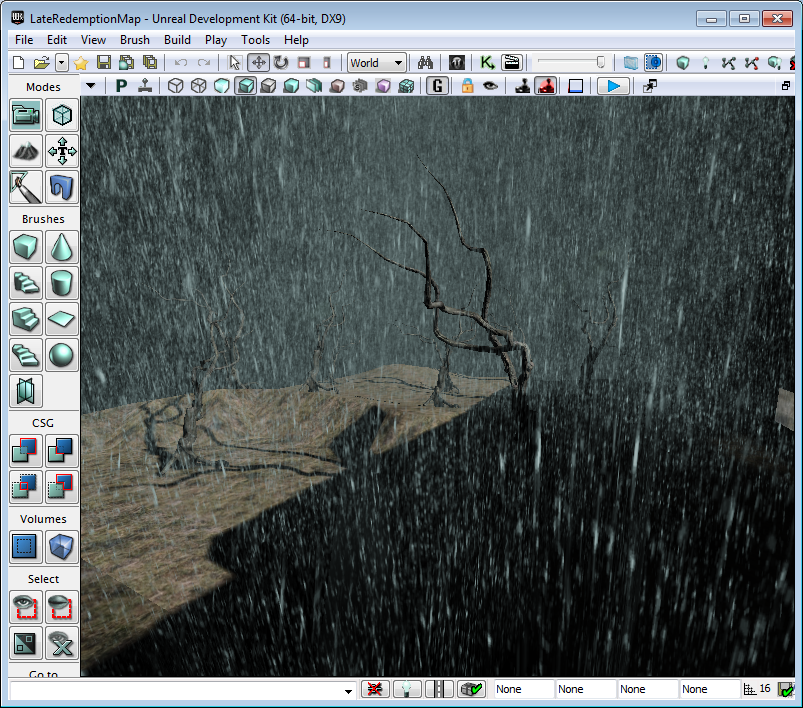 LateRedemptionMap - Unreal Development Kit (64-bit, DX9)
File Edit View Brush Build Play Tools Help
World
Modes
P
G
Brushes
CSG
Volumes
Select
Go to
None None None None 16